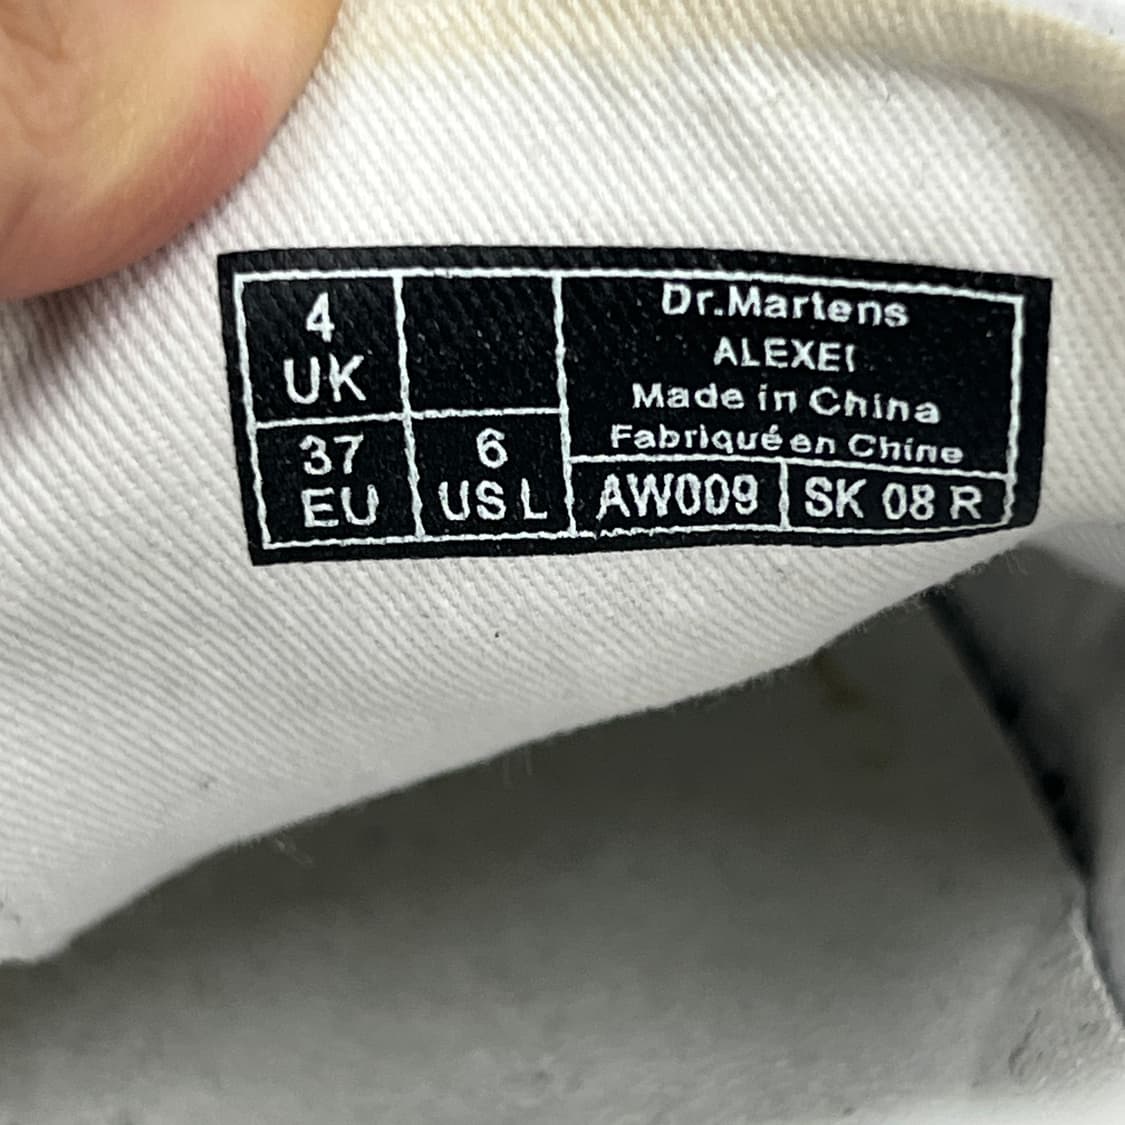 4
UK
37
EU
6
US L
Dr.Martens
ALEXEI
Made in China
Fabriqué en Chine
AW009
SK 08 R